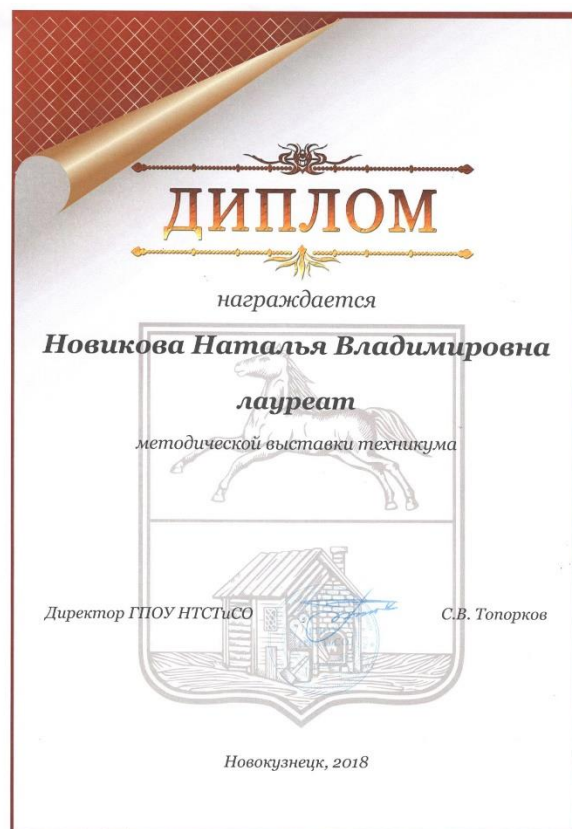 ДИПЛОМ
награждается
Новикова Наталья Владимировна
лауреат
методической выставки техникума
Директор ГПОУ НТСТиСО С.В. Топорков
Новокузнецк, 2018